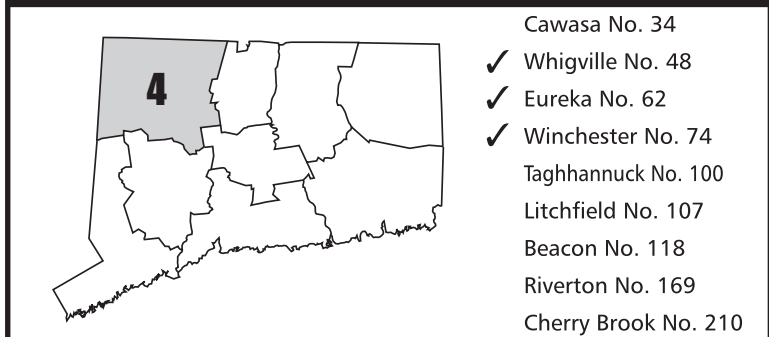 4
Cawasa No. 34
✓ Whigville No. 48
✓ Eureka No. 62
✓ Winchester No. 74
Taghhannuck No. 100
Litchfield No. 107
Beacon No. 118
Riverton No. 169
Cherry Brook No. 210